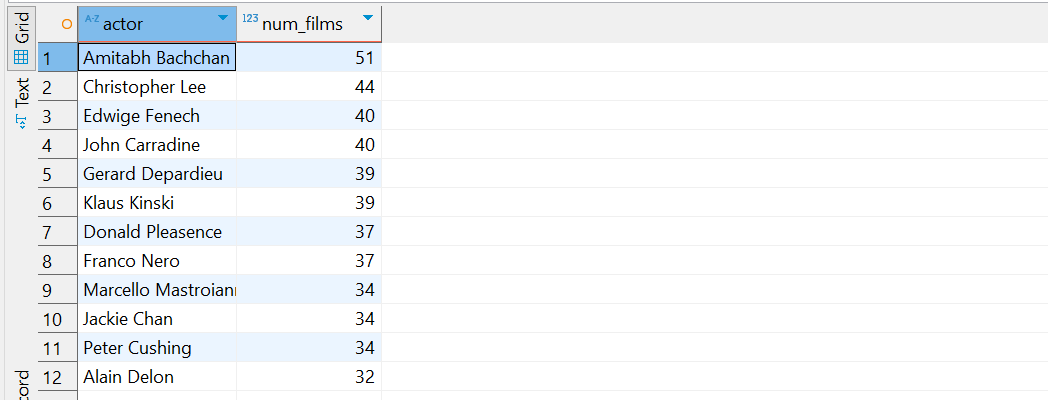 Grid
Text
cord
A-Z actor 123 num_films
1 Amitabh Bachchan 51
2 Christopher Lee 44
3 Edwige Fenech 40
4 John Carradine 40
5 Gerard Depardieu 39
6 Klaus Kinski 39
7 Donald Pleasence 37
8 Franco Nero 37
9 Marcello Mastroian 34
10 Jackie Chan 34
11 Peter Cushing 34
12 Alain Delon 32